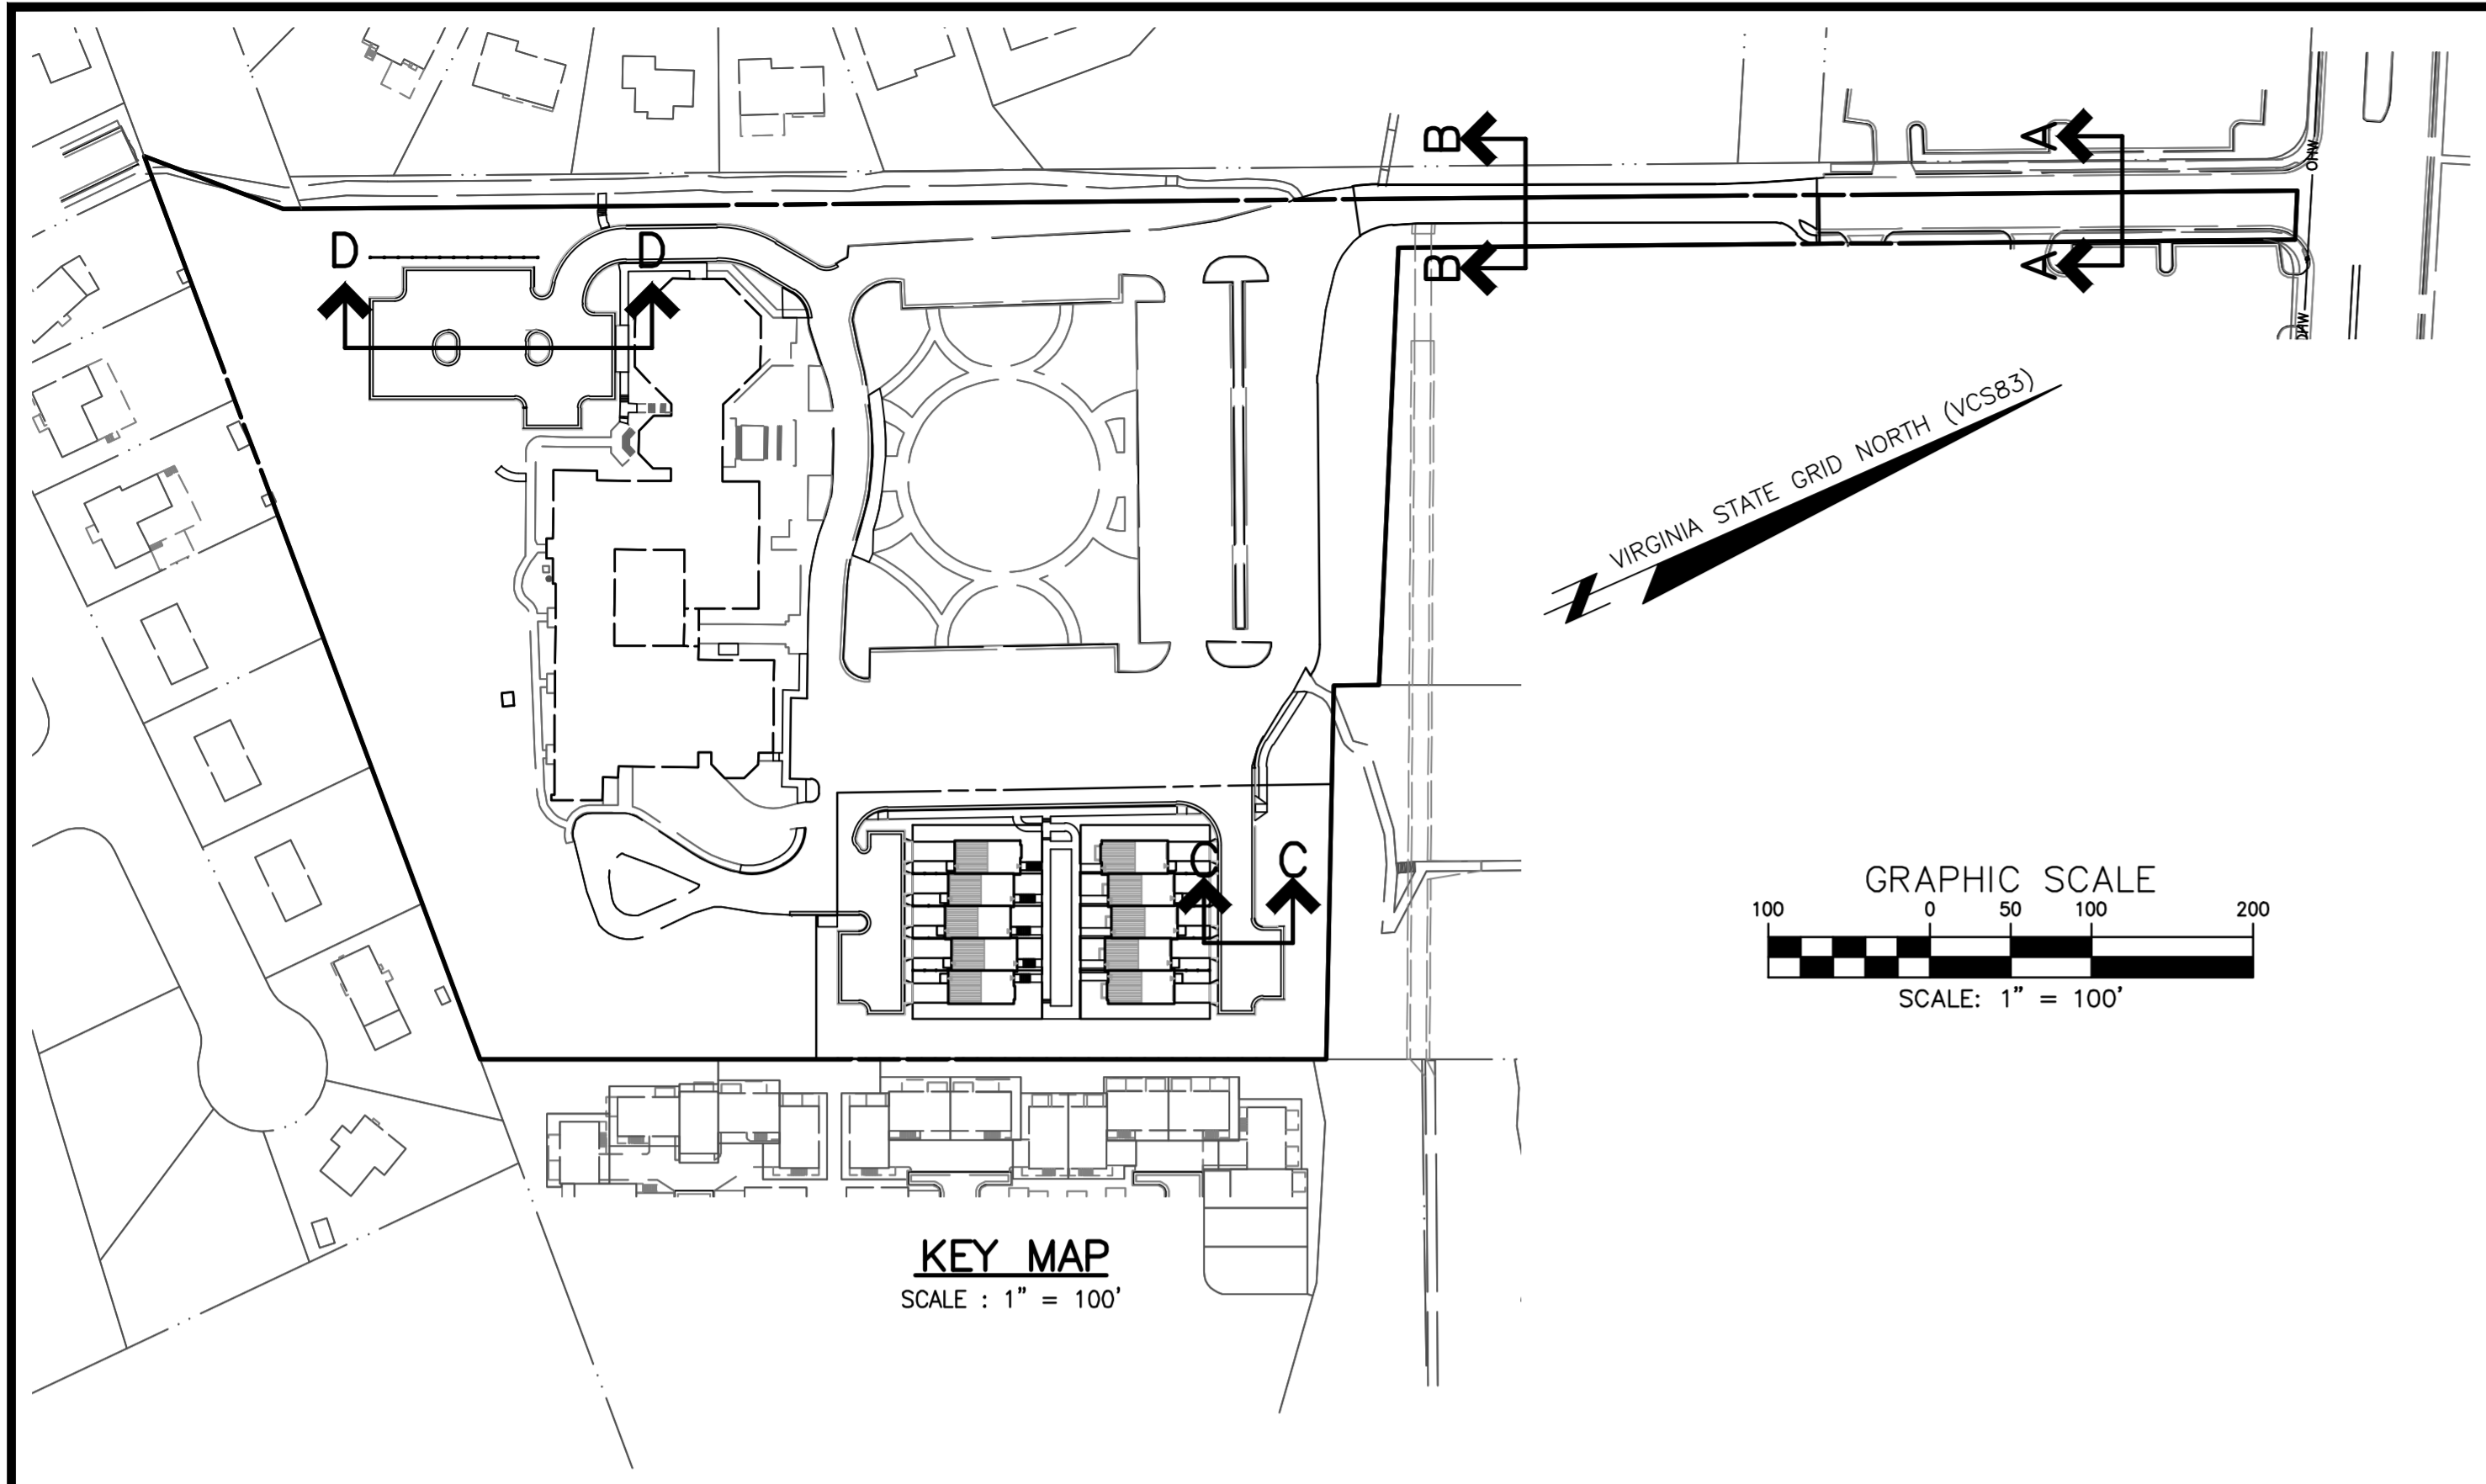 B
A
OHW
D
D
B
A
OHW
VIRGINIA STATE GRID NORTH (VCS83)
C
C
GRAPHIC SCALE
100 0 50 100 200
SCALE: 1" = 100'
KEY MAP
SCALE : 1" = 100'